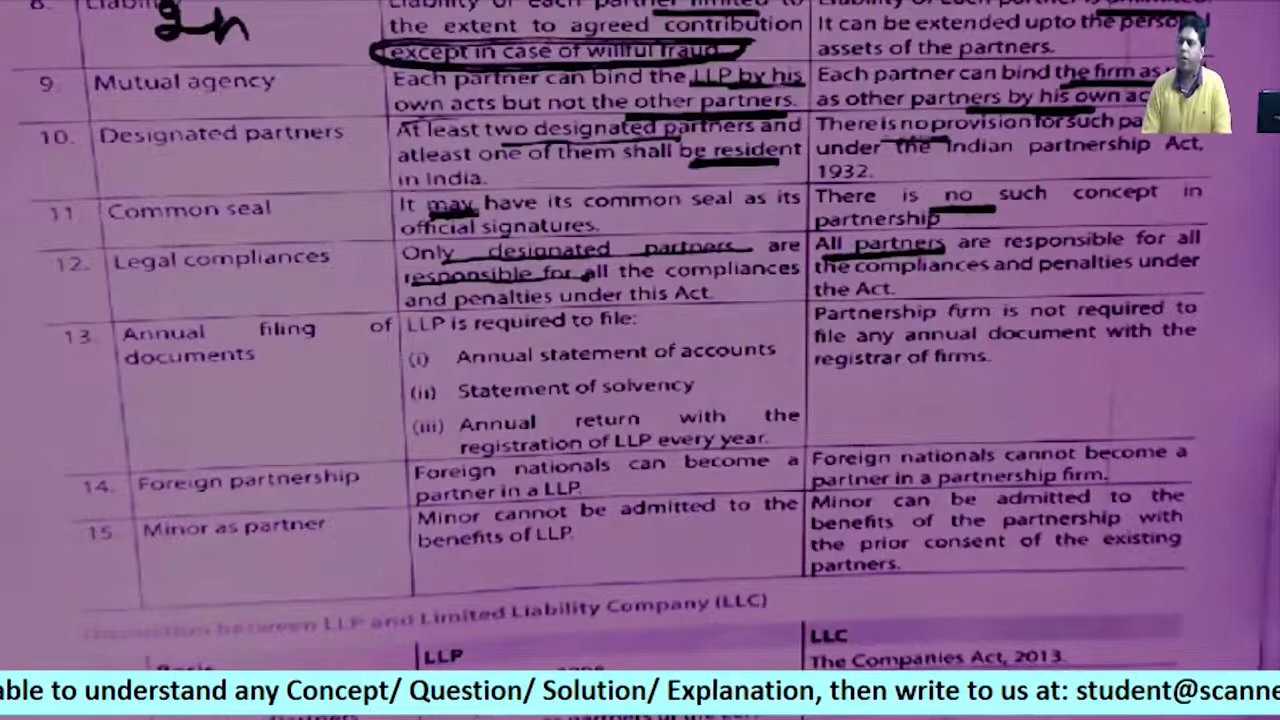 8.
the extent to agreed contribution
except in case of willful fraud
It can be extended upto the
assets of the partners.
9. Mutual agency
Each partner can bind the LLP by his
own acts but not the other partners.
Each partner can bind the firm as
as other partners by his own
10. Designated partners
At least two designated partners and
atleast one of them shall be resident
in India.
There is no provision for such
under the Indian partnership Act,
1932.
11 Common seal
It may have its common seal as its
official signatures.
There is no such concept in
partnership
12. Legal compliances
Only designated partners are
responsible for all the compliances
and penalties under this Act.
All partners are responsible for all
the compliances and penalties under
the Act.
13. Annual filing of
documents
LLP is required to file:
(i) Annual statement of accounts
(ii) Statement of solvency
(iii) Annual return with the
registration of LLP every year.
Partnership firm is not required to
file any annual document with the
registrar of firms.
14. Foreign partnership
Foreign nationals can become a
partner in a LLP.
Foreign nationals cannot become a
partner in a partnership firm.
15. Minor as partner
Minor cannot be admitted to the
benefits of LLP.
Minor can be admitted to the
benefits of the partnership with
the prior consent of the existing
partners.
between LLP and Limited Liability Company (LLC)
LLP
LLC
The Companies Act, 2013.
able to understand any Concept/ Question/ Solution/ Explanation, then write to us at: student@scanne